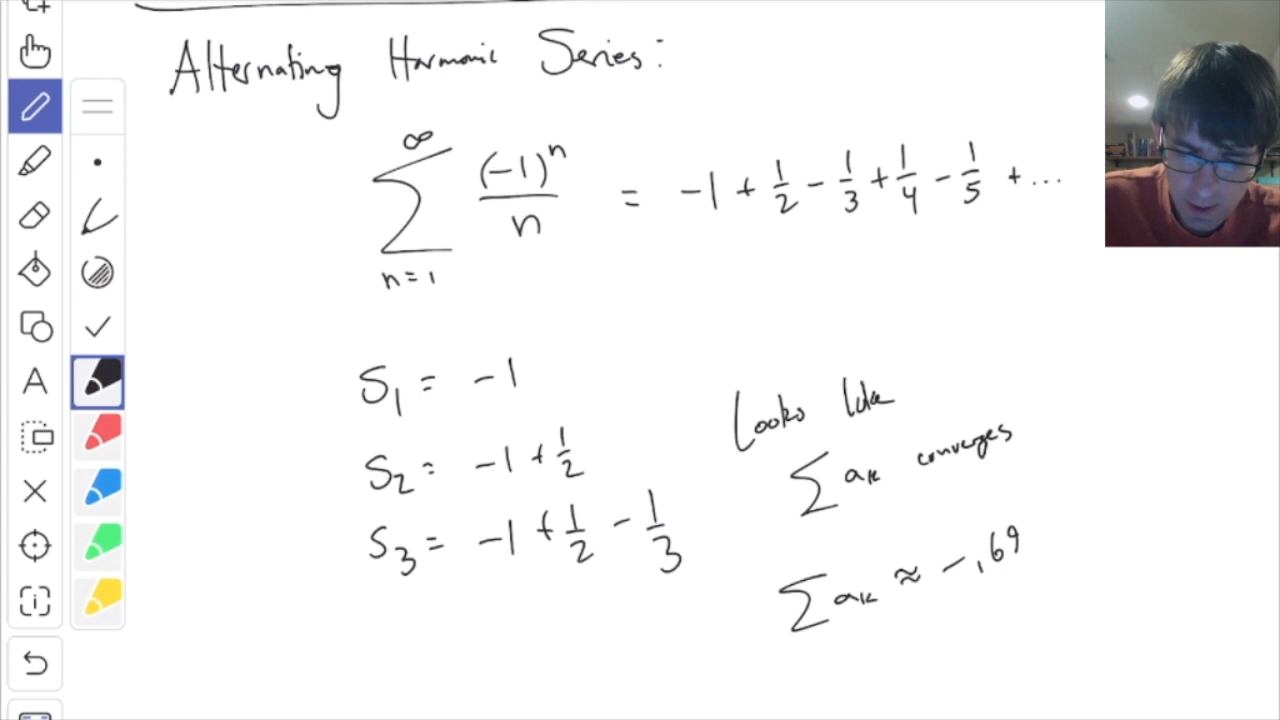 Alternating Harmonic Series:
∞
∑ (-1)^n / n = -1 + 1/2 - 1/3 + 1/4 - 1/5 + ...
n=1
S₁ = -1
S₂ = -1 + 1/2
S₃ = -1 + 1/2 - 1/3
Looks like
∑ aₖ converges
∑ aₖ ≈ -.69
A